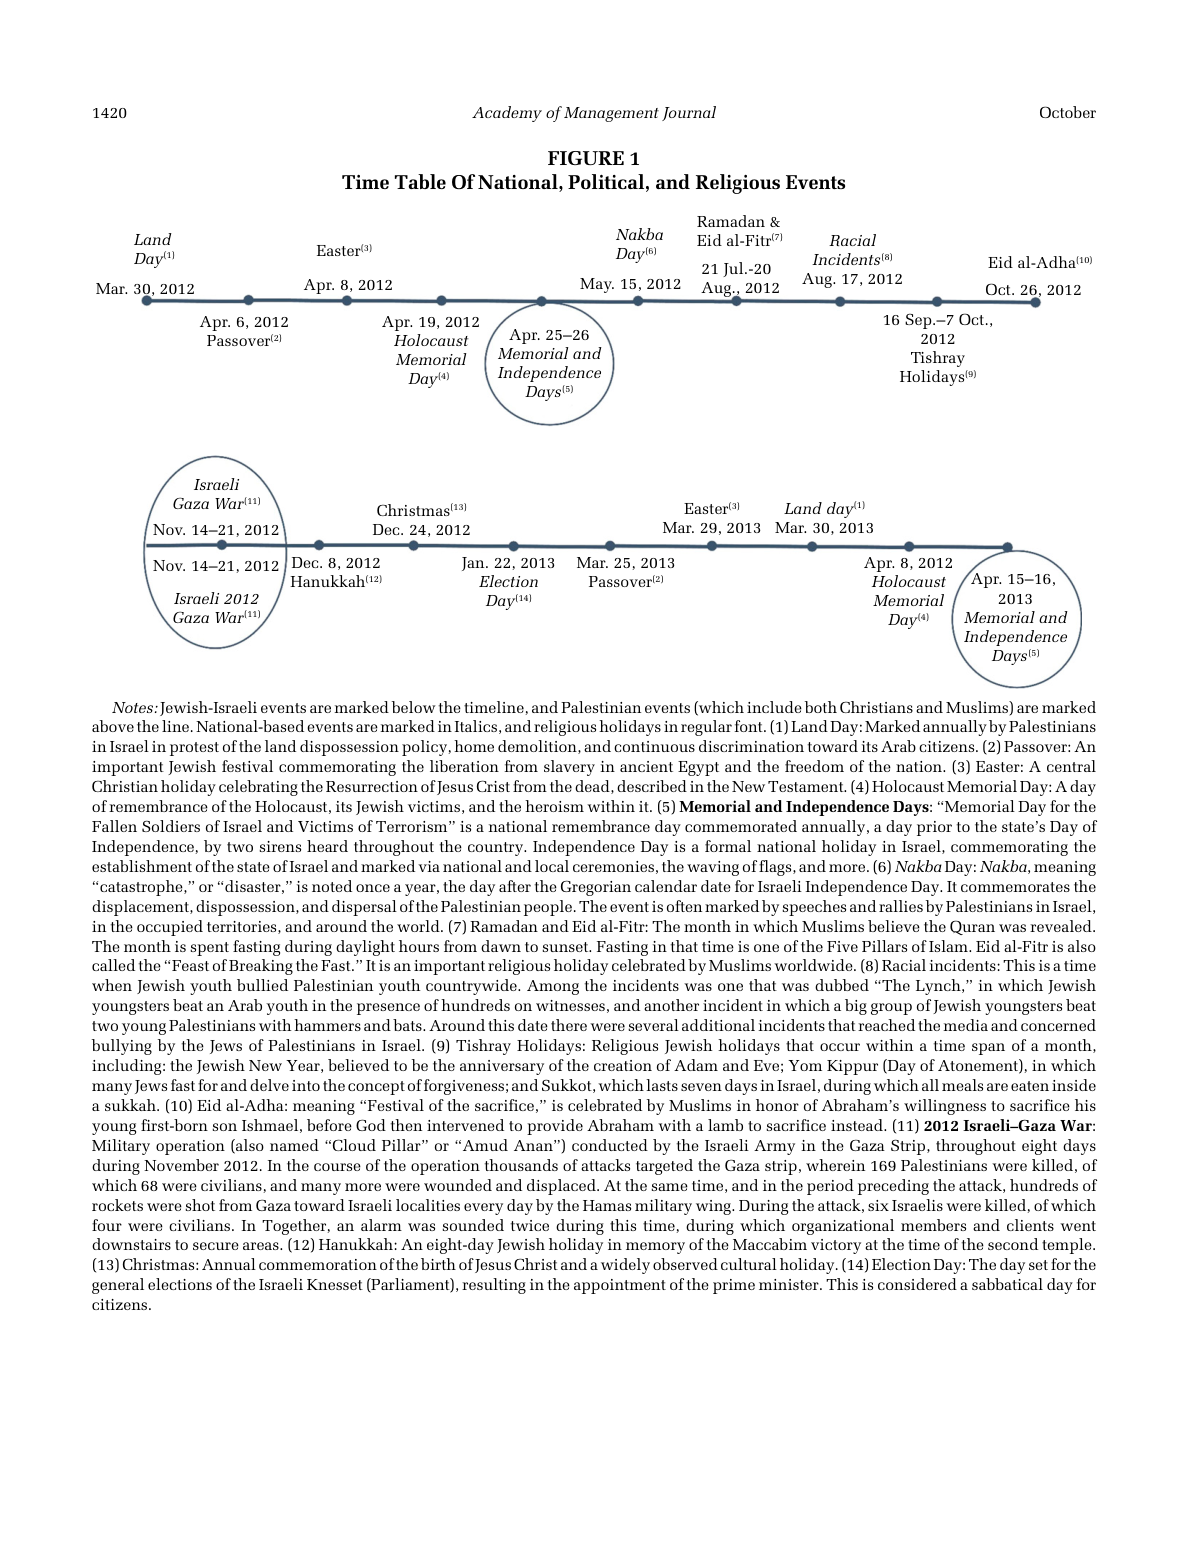 1420 Academy of Management Journal October
FIGURE 1
Time Table Of National, Political, and Religious Events
Land
Day(1)
Mar. 30, 2012
Easter(3)
Apr. 8, 2012
Nakba
Day(6)
May. 15, 2012
Ramadan &
Eid al-Fitr(7)
21 Jul.-20
Aug., 2012
Racial
Incidents(8)
Aug. 17, 2012
Eid al-Adha(10)
Oct. 26, 2012
Apr. 6, 2012
Passover(2)
Apr. 19, 2012
Holocaust
Memorial
Day(4)
Apr. 25–26
Memorial and
Independence
Days(5)
16 Sep.–7 Oct.,
2012
Tishray
Holidays(9)
Israeli
Gaza War(11)
Nov. 14–21, 2012
Christmas(13)
Dec. 24, 2012
Easter(3)
Mar. 29, 2013
Land day(1)
Mar. 30, 2013
Nov. 14–21, 2012
Israeli 2012
Gaza War(11)
Dec. 8, 2012
Hanukkah(12)
Jan. 22, 2013
Election
Day(14)
Mar. 25, 2013
Passover(2)
Apr. 8, 2012
Holocaust
Memorial
Day(4)
Apr. 15–16,
2013
Memorial and
Independence
Days(5)
Notes: Jewish-Israeli events are marked below the timeline, and Palestinian events (which include both Christians and Muslims) are marked
above the line. National-based events are marked in Italics, and religious holidays in regular font. (1) Land Day: Marked annually by Palestinians
in Israel in protest of the land dispossession policy, home demolition, and continuous discrimination toward its Arab citizens. (2) Passover: An
important Jewish festival commemorating the liberation from slavery in ancient Egypt and the freedom of the nation. (3) Easter: A central
Christian holiday celebrating the Resurrection of Jesus Crist from the dead, described in the New Testament. (4) Holocaust Memorial Day: A day
of remembrance of the Holocaust, its Jewish victims, and the heroism within it. (5) Memorial and Independence Days: “Memorial Day for the
Fallen Soldiers of Israel and Victims of Terrorism” is a national remembrance day commemorated annually, a day prior to the state’s Day of
Independence, by two sirens heard throughout the country. Independence Day is a formal national holiday in Israel, commemorating the
establishment of the state of Israel and marked via national and local ceremonies, the waving of flags, and more. (6) Nakba Day: Nakba, meaning
“catastrophe,” or “disaster,” is noted once a year, the day after the Gregorian calendar date for Israeli Independence Day. It commemorates the
displacement, dispossession, and dispersal of the Palestinian people. The event is often marked by speeches and rallies by Palestinians in Israel,
in the occupied territories, and around the world. (7) Ramadan and Eid al-Fitr: The month in which Muslims believe the Quran was revealed.
The month is spent fasting during daylight hours from dawn to sunset. Fasting in that time is one of the Five Pillars of Islam. Eid al-Fitr is also
called the “Feast of Breaking the Fast.” It is an important religious holiday celebrated by Muslims worldwide. (8) Racial incidents: This is a time
when Jewish youth bullied Palestinian youth countrywide. Among the incidents was one that was dubbed “The Lynch,” in which Jewish
youngsters beat an Arab youth in the presence of hundreds on witnesses, and another incident in which a big group of Jewish youngsters beat
two young Palestinians with hammers and bats. Around this date there were several additional incidents that reached the media and concerned
bullying by the Jews of Palestinians in Israel. (9) Tishray Holidays: Religious Jewish holidays that occur within a time span of a month,
including: the Jewish New Year, believed to be the anniversary of the creation of Adam and Eve; Yom Kippur (Day of Atonement), in which
many Jews fast for and delve into the concept of forgiveness; and Sukkot, which lasts seven days in Israel, during which all meals are eaten inside
a sukkah. (10) Eid al-Adha: meaning “Festival of the sacrifice,” is celebrated by Muslims in honor of Abraham’s willingness to sacrifice his
young first-born son Ishmael, before God then intervened to provide Abraham with a lamb to sacrifice instead. (11) 2012 Israeli–Gaza War:
Military operation (also named “Cloud Pillar” or “Amud Anan”) conducted by the Israeli Army in the Gaza Strip, throughout eight days
during November 2012. In the course of the operation thousands of attacks targeted the Gaza strip, wherein 169 Palestinians were killed, of
which 68 were civilians, and many more were wounded and displaced. At the same time, and in the period preceding the attack, hundreds of
rockets were shot from Gaza toward Israeli localities every day by the Hamas military wing. During the attack, six Israelis were killed, of which
four were civilians. In Together, an alarm was sounded twice during this time, during which organizational members and clients went
downstairs to secure areas. (12) Hanukkah: An eight-day Jewish holiday in memory of the Maccabim victory at the time of the second temple.
(13) Christmas: Annual commemoration of the birth of Jesus Christ and a widely observed cultural holiday. (14) Election Day: The day set for the
general elections of the Israeli Knesset (Parliament), resulting in the appointment of the prime minister. This is considered a sabbatical day for
citizens.